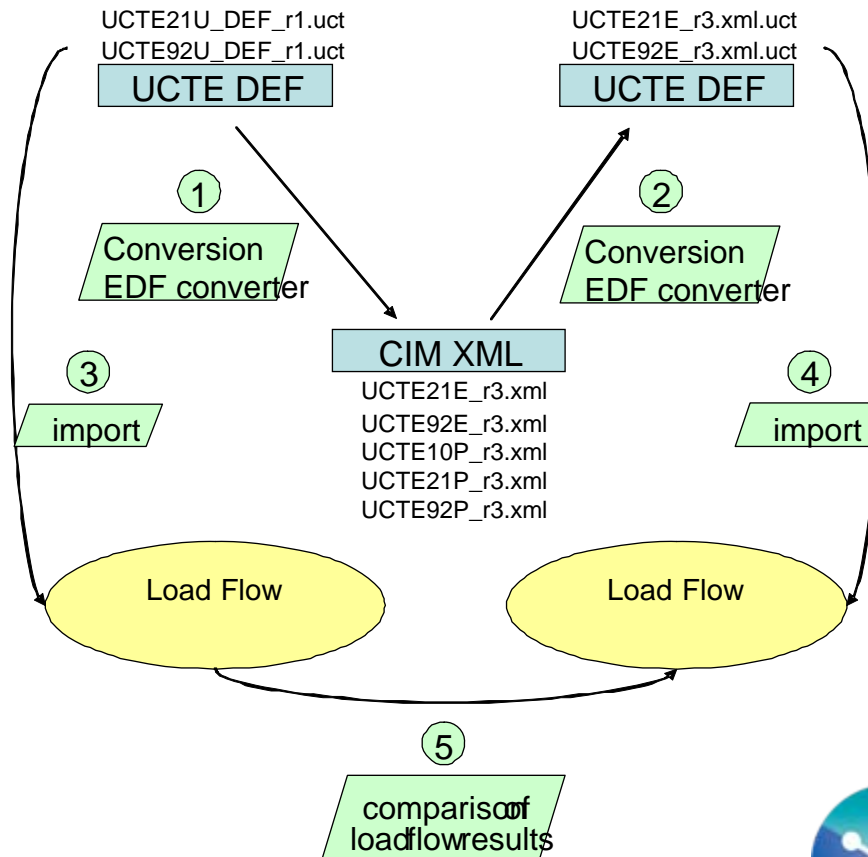 UCTE21U_DEF_r1.uct
UCTE92U_DEF_r1.uct
UCTE DEF
UCTE21E_r3.xml.uct
UCTE92E_r3.xml.uct
UCTE DEF
1
Conversion
EDF converter
2
Conversion
EDF converter
CIM XML
UCTE21E_r3.xml
UCTE92E_r3.xml
UCTE10P_r3.xml
UCTE21P_r3.xml
UCTE92P_r3.xml
3
import
4
import
Load Flow
Load Flow
5
comparison of
loadflow results